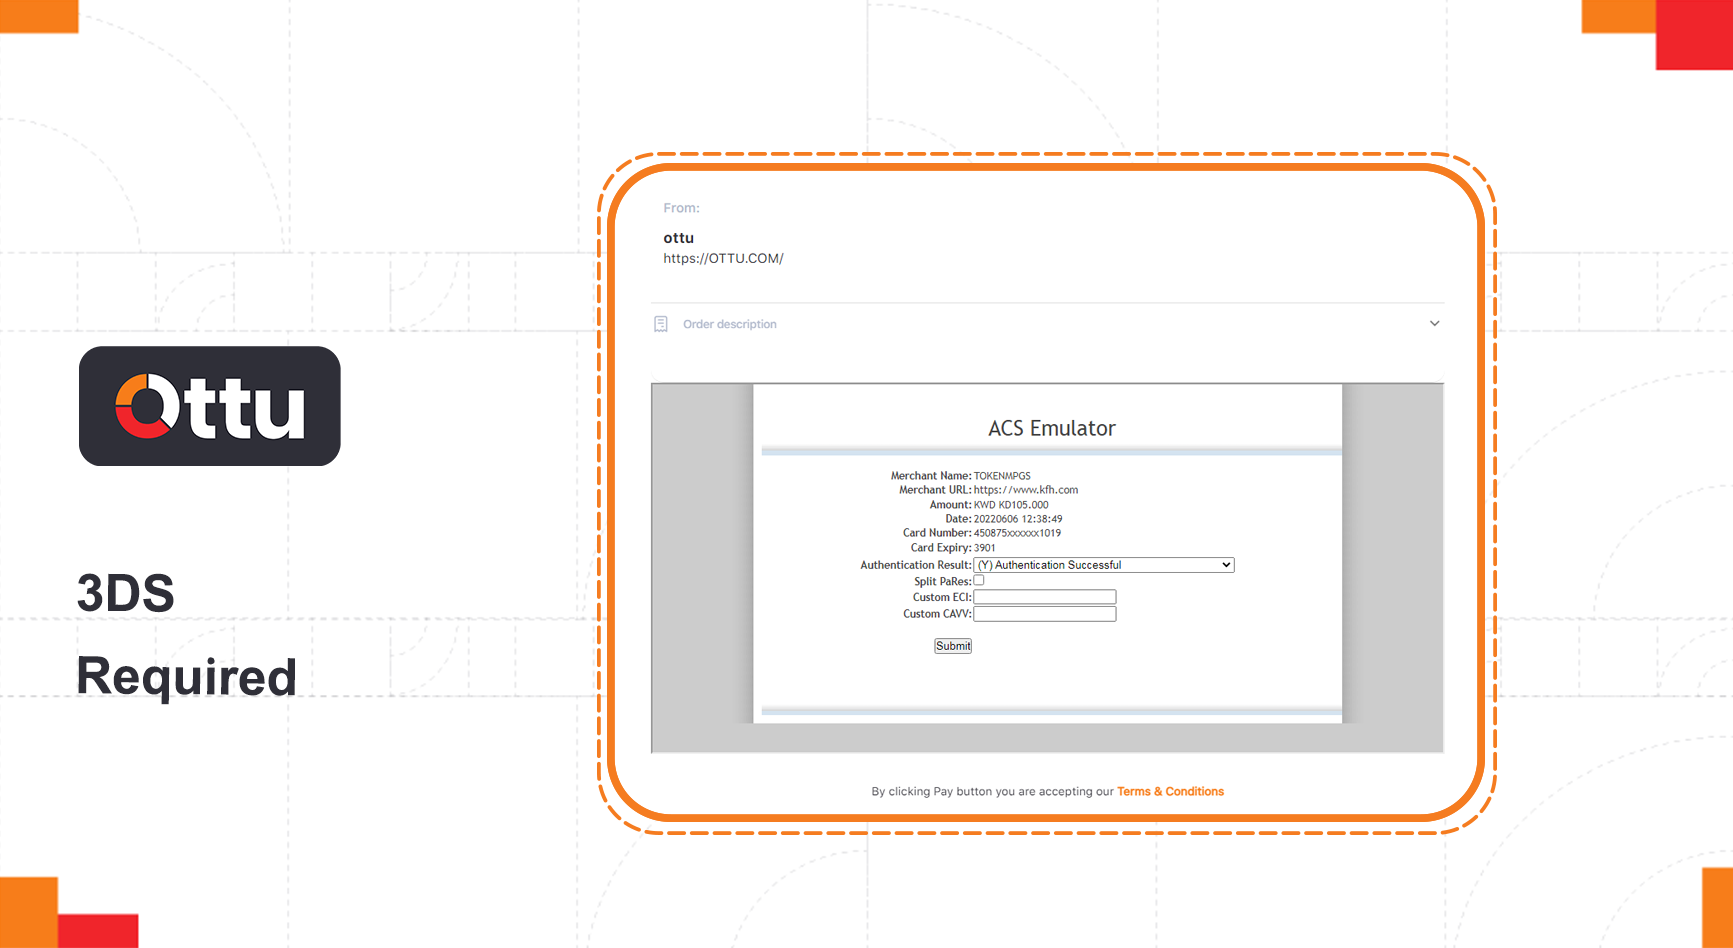 Ottu
3DS
Required
From:
ottu
https://OTTU.COM/
Order description
ACS Emulator
Merchant Name: TOKENMPGS
Merchant URL: https://www.kfh.com
Amount: KWD KD105.000
Date: 20220606 12:38:49
Card Number: 450875xxxxxx1019
Card Expiry: 3901
Authentication Result: (Y) Authentication Successful
Split PaRes:
Custom ECI:
Custom CAVV:
Submit
By clicking Pay button you are accepting our Terms & Conditions